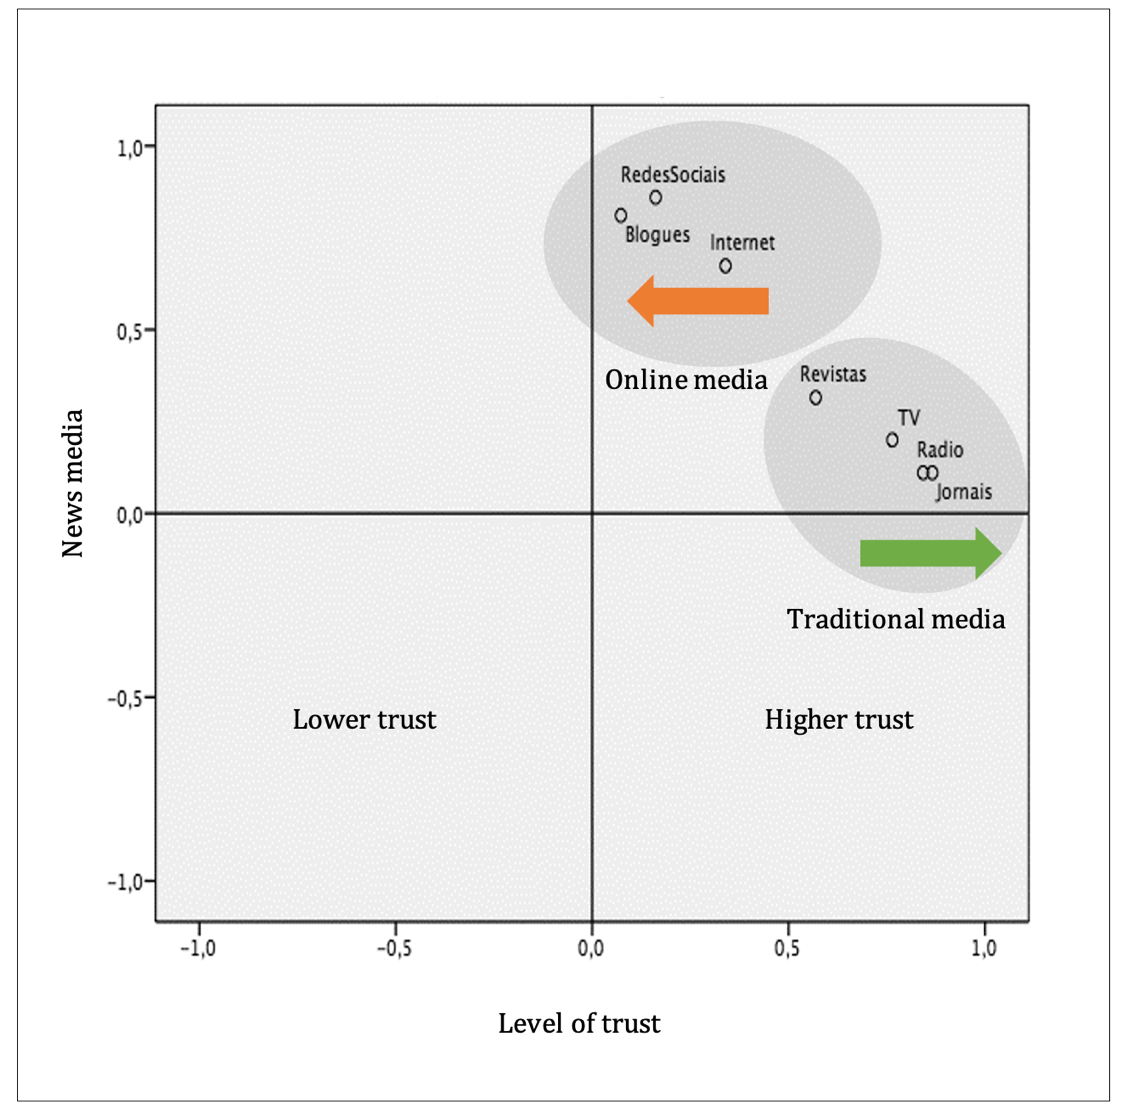 1,0
RedesSociais
Blogues
Internet
0,5
Online media
Revistas
TV
Radio
Jornais
News media
0,0
Traditional media
−0,5
Lower trust
Higher trust
−1,0
−1,0
−0,5
0,0
0,5
1,0
Level of trust